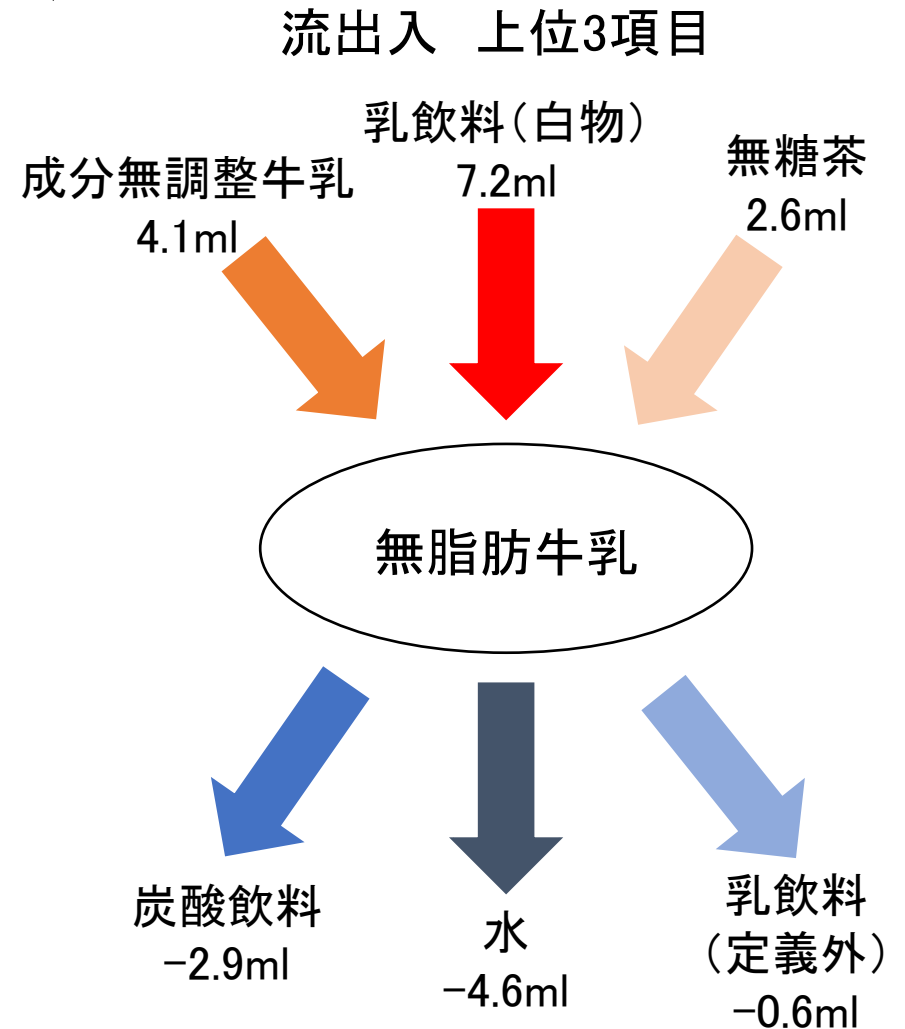 流出入　上位3項目
成分無調整牛乳
4.1ml
乳飲料（白物）
7.2ml
無糖茶
2.6ml
無脂肪牛乳
炭酸飲料
−2.9ml
水
−4.6ml
乳飲料
（定義外）
−0.6ml